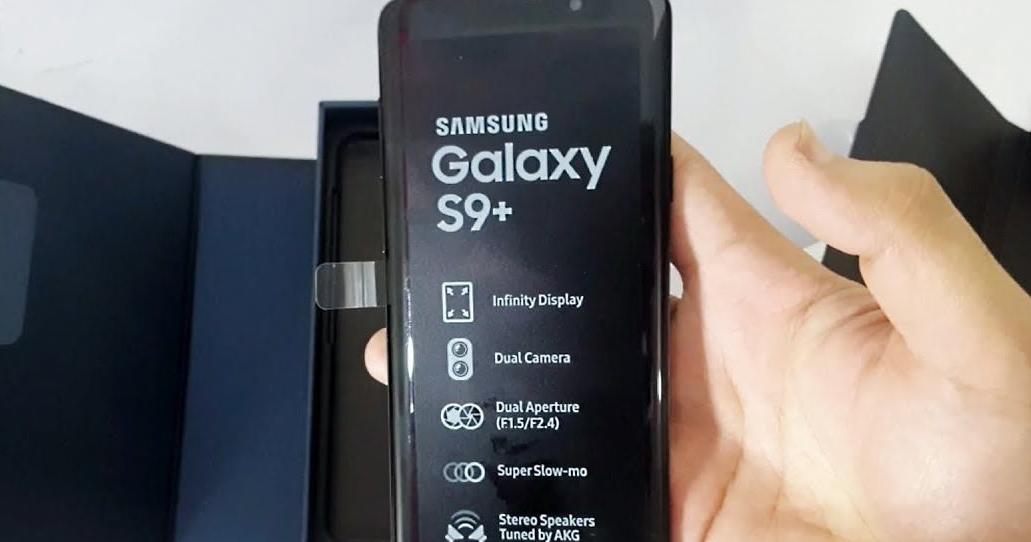 SAMSUNG
Galaxy
S9+
Infinity Display
Dual Camera
Dual Aperture
(F1.5/F2.4)
Super Slow-mo
Stereo Speakers
Tuned by AKG